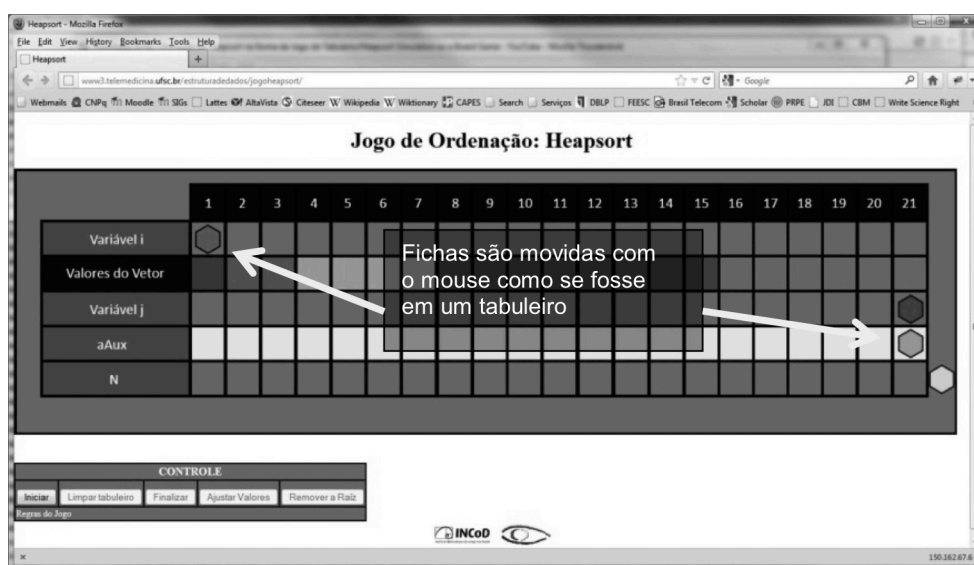 Heapsort - Mozilla Firefox
File Edit View History Bookmarks Tools Help
Heapsort +
www3.telemedicina.ufsc.br/estruturadedados/jogoheapsort/
Google
Webmails CNPq Moodle SIGs Lattes AltaVista Citeseer Wikipedia Wiktionary CAPES Search Serviços DBLP FEESC Brasil Telecom Scholar PRPE JDI CBM Write Science Right
Jogo de Ordenação: Heapsort
1 2 3 4 5 6 7 8 9 10 11 12 13 14 15 16 17 18 19 20 21
Variável i
Valores do Vetor
Variável j
aAux
N
Fichas são movidas com
o mouse como se fosse
em um tabuleiro
CONTROLE
Iniciar Limpar tabuleiro Finalizar Ajustar Valores Remover a Raíz
Regras do Jogo
INCoD
150.162.67.6